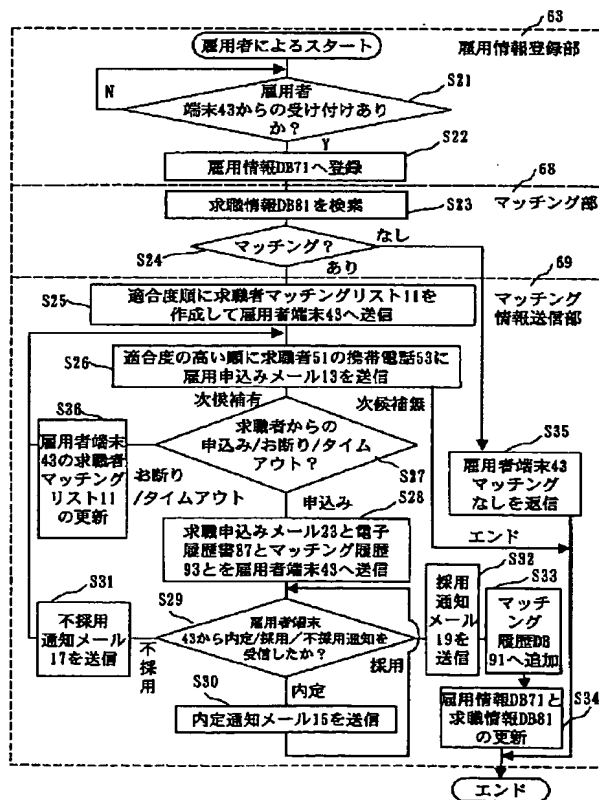 63
雇用者によるスタート
雇用情報登録部
N
S21
雇用者
端末43からの受け付けあり
か？
Y
S22
雇用情報DB71へ登録
68
求職情報DB81を検索
S23
マッチング部
S24
マッチング？
なし
あり
69
S25
適合度順に求職者マッチングリスト11を
作成して雇用者端末43へ送信
マッチング
情報送信部
S26
適合度の高い順に求職者51の携帯電話53に
雇用申込みメール13を送信
次候補有
次候補無
S36
雇用者端末
43の求職者
マッチング
リスト11
の更新
求職者からの
申込み/お断り/タイム
アウト？
S27
お断り
/タイムアウト
申込み
S28
S35
雇用者端末43
マッチング
なしを返信
求職申込みメール23と電子
履歴書87とマッチング履歴
93とを雇用者端末43へ送信
エンド
S31
不採用
通知メール
17を送信
S29
雇用者端末
43から内定/採用/不採用通知を
受信したか？
不採用
採用
S32
採用
通知
メール
19を
送信
S33
マッチ
ング
履歴DB
91へ追加
S30
内定
内定通知メール15を送信
S34
雇用情報DB71と
求職情報DB81
の更新
エンド